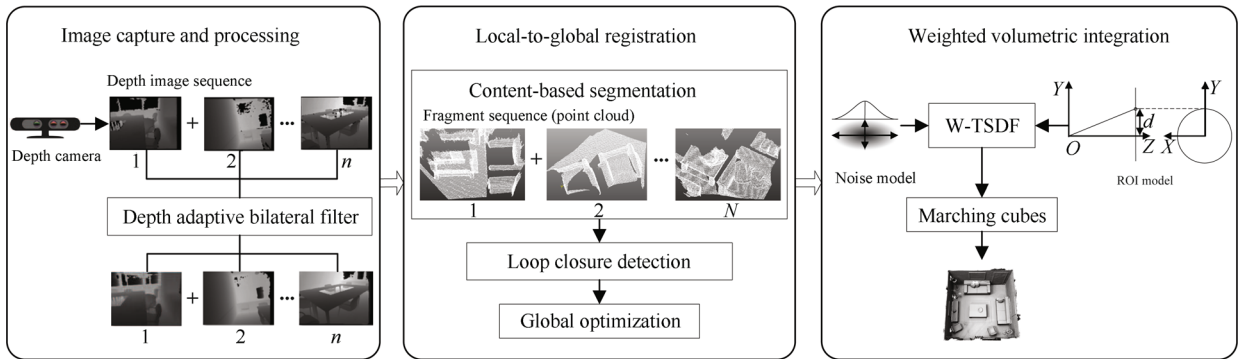 Image capture and processing
Depth image sequence
+
...
Depth camera
1
2
n
Depth adaptive bilateral filter
+
...
1
2
n
Local-to-global registration
Content-based segmentation
Fragment sequence (point cloud)
+
...
1
2
N
Loop closure detection
Global optimization
Weighted volumetric integration
W-TSDF
Y
d
O
Z
Y
X
Noise model
ROI model
Marching cubes